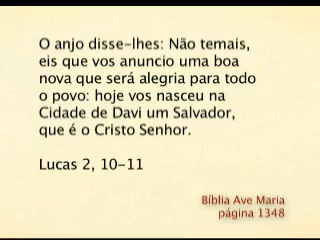 O anjo disse-lhes: Não temais,
eis que vos anuncio uma boa
nova que será alegria para todo
o povo: hoje vos nasceu na
Cidade de Davi um Salvador,
que é o Cristo Senhor.
Lucas 2, 10-11
Bíblia Ave Maria
página 1348